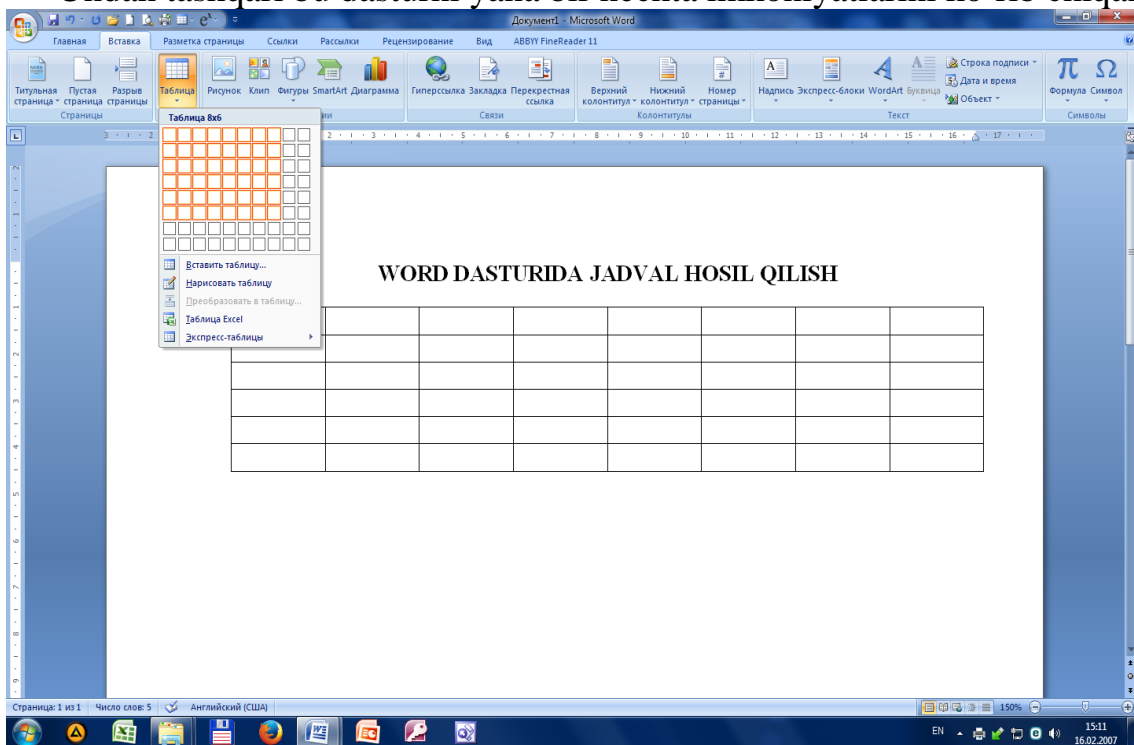 Документ1 - Microsoft Word
Главная Вставка Разметка страницы Ссылки Рассылки Рецензирование Вид ABBYY FineReader 11
Титульная страница Пустая страница Разрыв страницы Таблица Рисунок Клип Фигуры SmartArt Диаграмма Гиперссылка Закладка Перекрестная ссылка Верхний колонтитул Нижний колонтитул Номер страницы Надпись Экспресс-блоки WordArt Буквица Строка подписи Дата и время Объект Формула Символ
Страницы Связи Колонтитулы Текст Символы
Таблица 8x6
Вставить таблицу...
Нарисовать таблицу
Преобразовать в таблицу...
Таблица Excel
Экспресс-таблицы
WORD DASTURIDA JADVAL HOSIL QILISH
Страница: 1 из 1 Число слов: 5 Английский (США) 150%
EN 15:11
16.02.2007